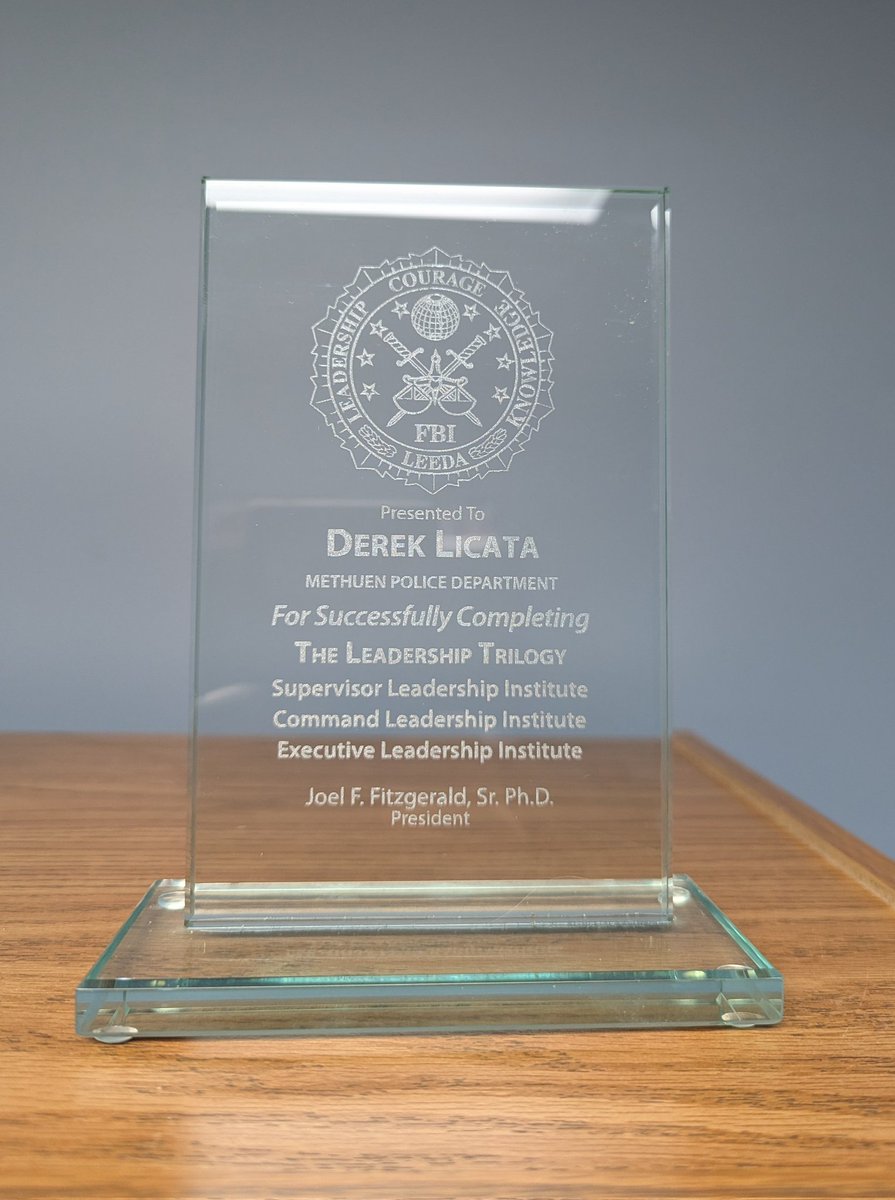 LEADERSHIP COURAGE KNOWLEDGE
FBI
LEEDA
Presented To
DEREK LICATA
METHUEN POLICE DEPARTMENT
For Successfully Completing
THE LEADERSHIP TRILOGY
Supervisor Leadership Institute
Command Leadership Institute
Executive Leadership Institute
Joel F. Fitzgerald, Sr. Ph.D.
President